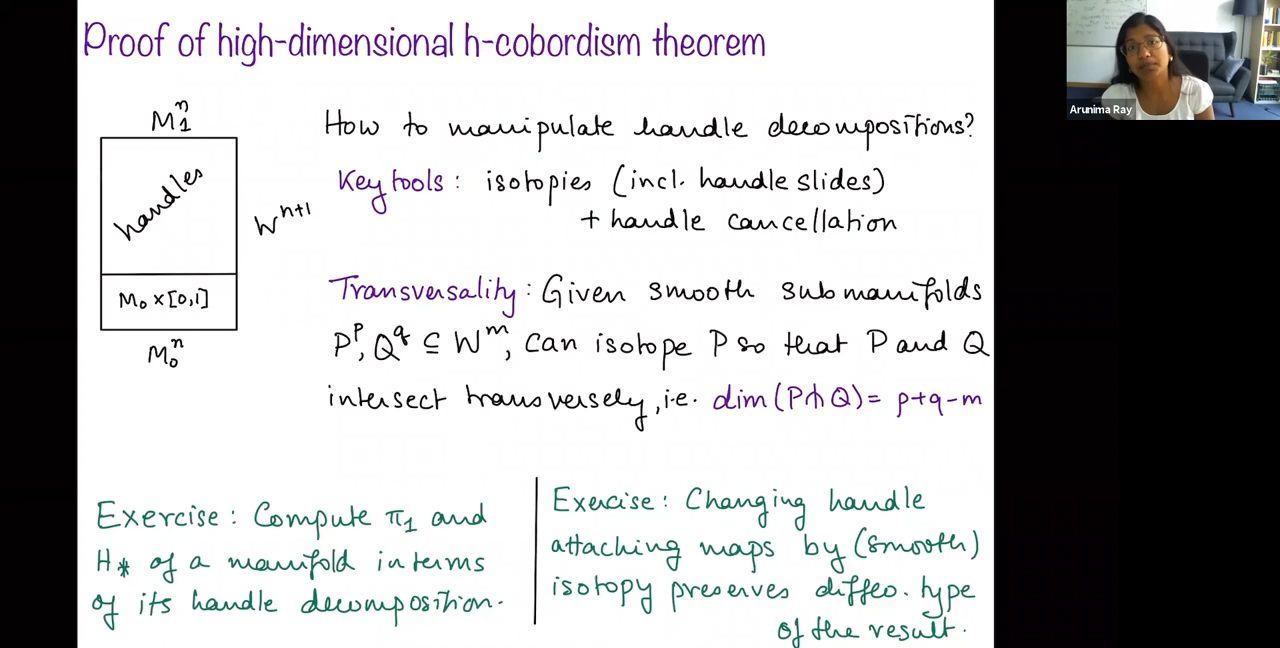 Proof of high-dimensional h-cobordism theorem
M₁ⁿ
handles
Wⁿ⁺¹
M₀ × [0,1]
M₀ⁿ
How to manipulate handle decompositions?
Key tools: isotopies (incl. handle slides)
+ handle cancellation
Transversality: Given smooth submanifolds
Pᵖ, Q^q ⊆ Wᵐ, can isotope P so that P and Q
intersect transversely, i.e. dim(P⋔Q) = p+q-m
Exercise: Compute π₁ and
H* of a manifold in terms
of its handle decomposition.
Exercise: Changing handle
attaching maps by (smooth)
isotopy preserves diffeo. type
of the result.
Arunima Ray